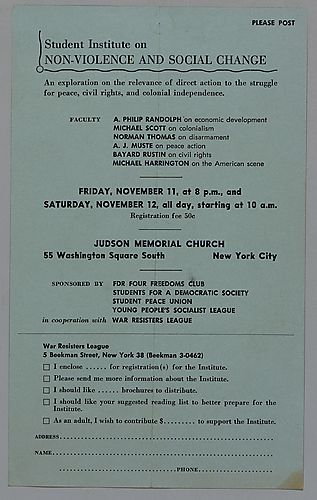 PLEASE POST
Student Institute on
NON-VIOLENCE AND SOCIAL CHANGE
An exploration on the relevance of direct action to the struggle
for peace, civil rights, and colonial independence.
FACULTY A. PHILIP RANDOLPH on economic development
MICHAEL SCOTT on colonialism
NORMAN THOMAS on disarmament
A. J. MUSTE on peace action
BAYARD RUSTIN on civil rights
MICHAEL HARRINGTON on the American scene
FRIDAY, NOVEMBER 11, at 8 p.m., and
SATURDAY, NOVEMBER 12, all day, starting at 10 a.m.
Registration fee 50c
JUDSON MEMORIAL CHURCH
55 Washington Square South New York City
SPONSORED BY FDR FOUR FREEDOMS CLUB
STUDENTS FOR A DEMOCRATIC SOCIETY
STUDENT PEACE UNION
YOUNG PEOPLE'S SOCIALIST LEAGUE
in cooperation with WAR RESISTERS LEAGUE
War Resisters League
5 Beekman Street, New York 38 (Beekman 3-0462)
I enclose ...... for registration(s) for the Institute.
Please send me more information about the Institute.
I should like ...... brochures to distribute.
I should like your suggested reading list to better prepare for the
Institute.
As an adult, I wish to contribute $......... to support the Institute.
ADDRESS
NAME
PHONE